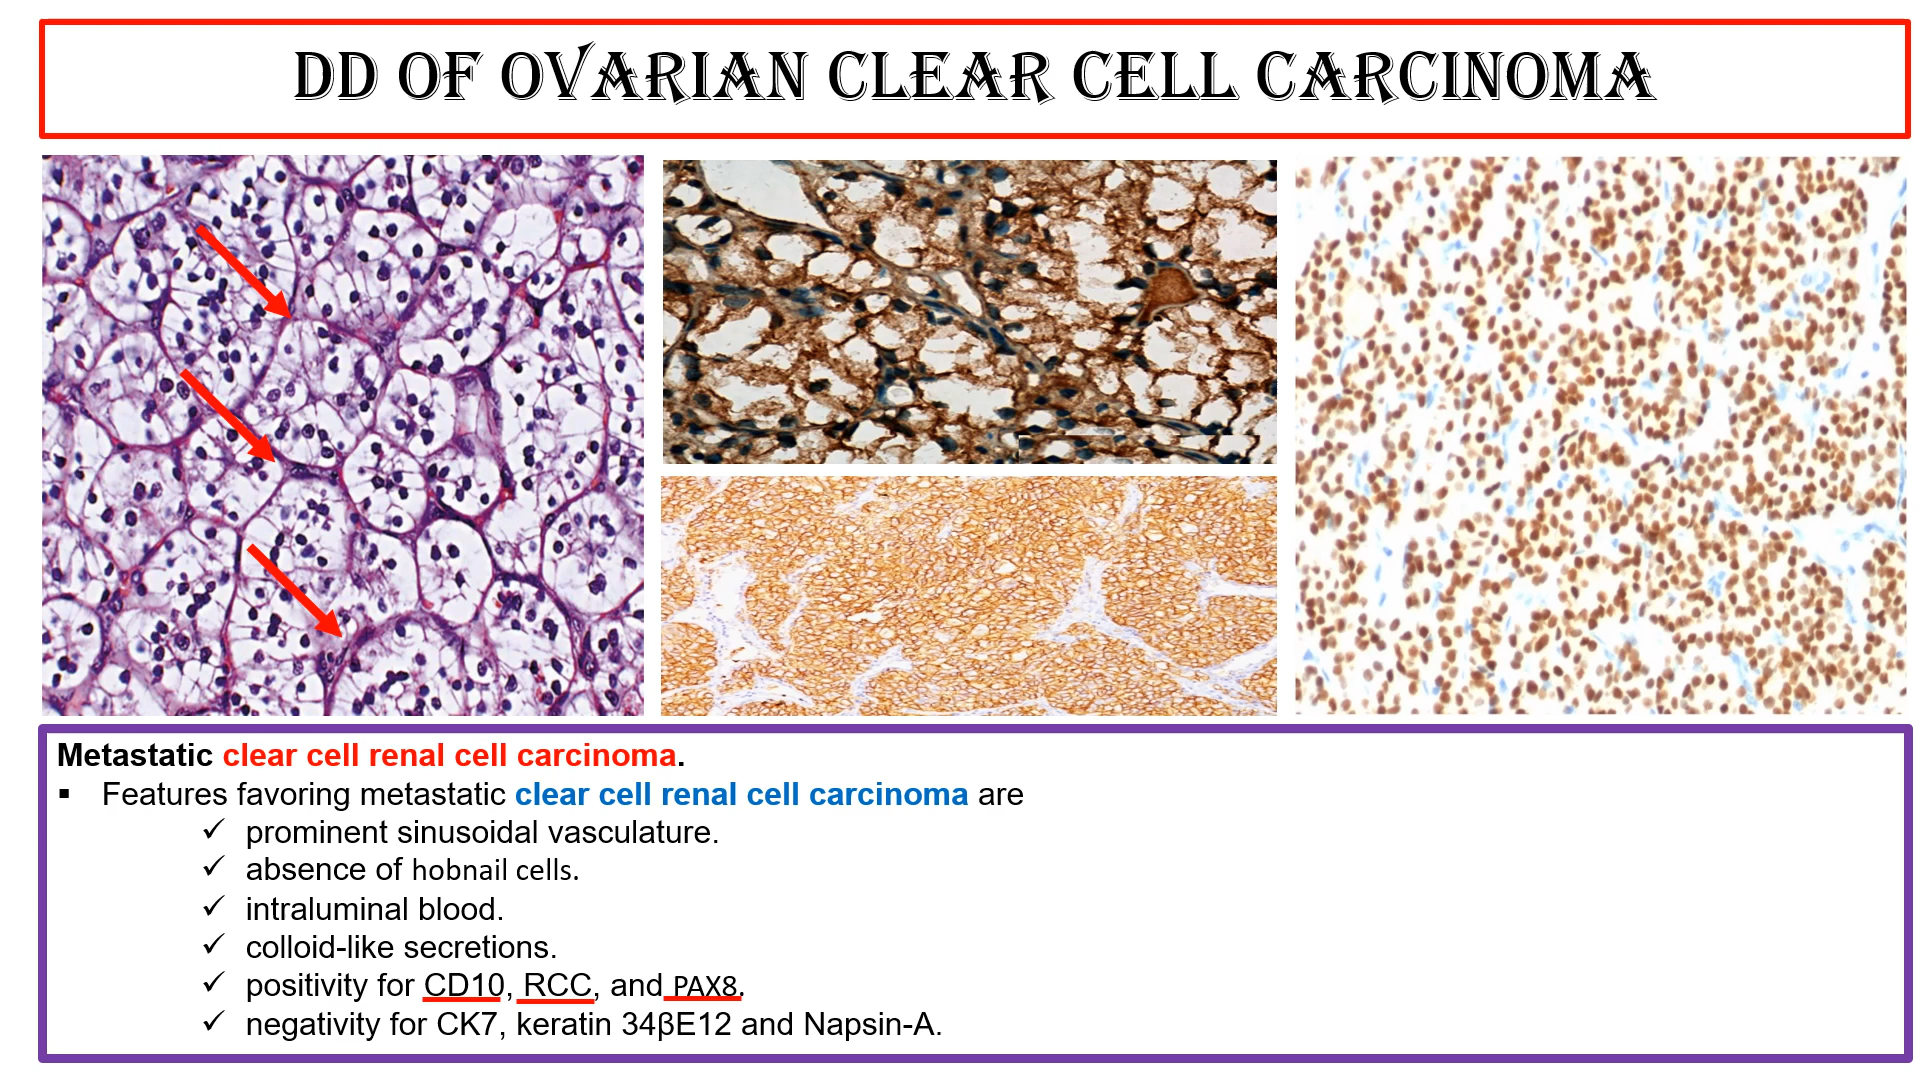 DD OF OVARIAN CLEAR CELL CARCINOMA
Metastatic clear cell renal cell carcinoma.
▪ Features favoring metastatic clear cell renal cell carcinoma are
✓ prominent sinusoidal vasculature.
✓ absence of hobnail cells.
✓ intraluminal blood.
✓ colloid-like secretions.
✓ positivity for CD10, RCC, and PAX8.
✓ negativity for CK7, keratin 34βE12 and Napsin-A.